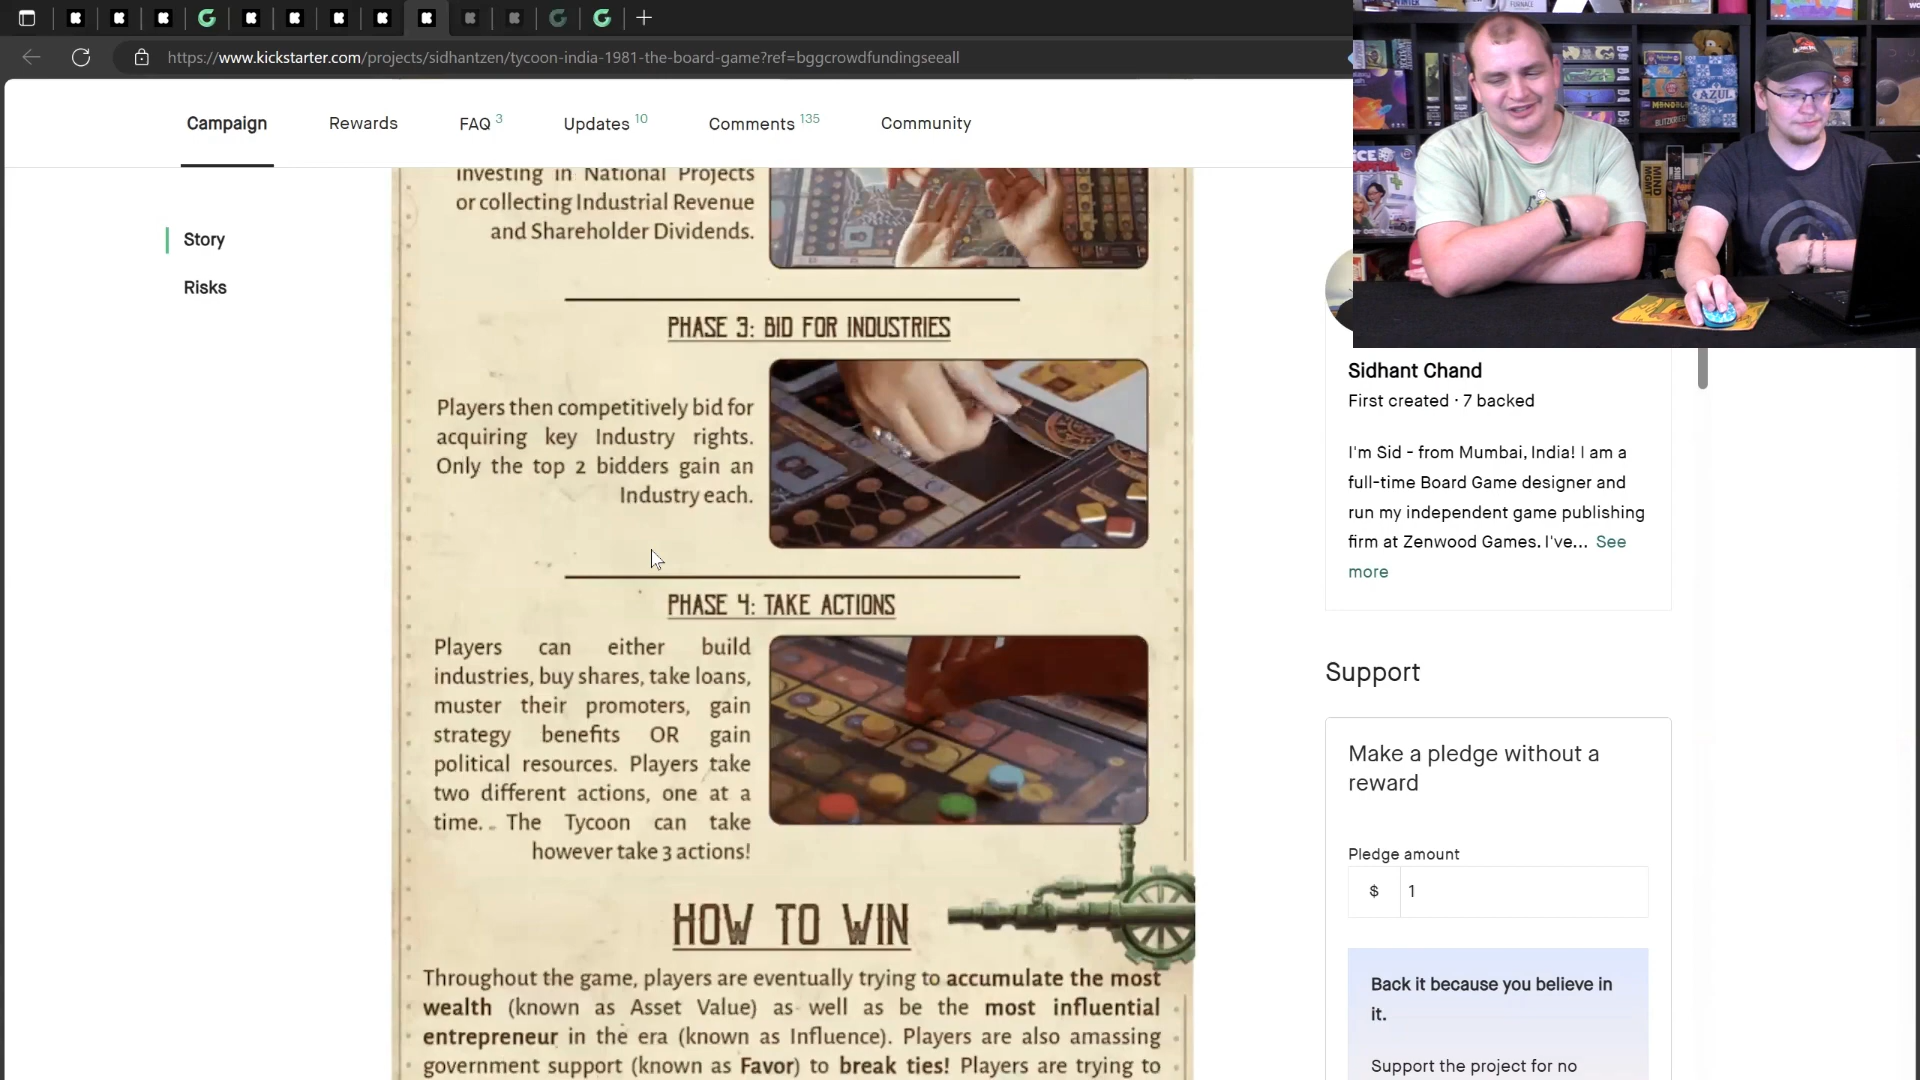 https://www.kickstarter.com/projects/sidhantzen/tycoon-india-1981-the-board-game?ref=bggcrowdfundingseeall
Campaign
Rewards
FAQ 3
Updates 10
Comments 135
Community
Story
Risks
investing in National Projects
or collecting Industrial Revenue
and Shareholder Dividends.
PHASE 3: BID FOR INDUSTRIES
Players then competitively bid for
acquiring key Industry rights.
Only the top 2 bidders gain an
Industry each.
PHASE 4: TAKE ACTIONS
Players can either build
industries, buy shares, take loans,
muster their promoters, gain
strategy benefits OR gain
political resources. Players take
two different actions, one at a
time. The Tycoon can take
however take 3 actions!
HOW TO WIN
Throughout the game, players are eventually trying to accumulate the most
wealth (known as Asset Value) as well as be the most influential
entrepreneur in the era (known as Influence). Players are also amassing
government support (known as Favor) to break ties! Players are trying to
Sidhant Chand
First created · 7 backed
I'm Sid - from Mumbai, India! I am a
full-time Board Game designer and
run my independent game publishing
firm at Zenwood Games. I've... See
more
Support
Make a pledge without a
reward
Pledge amount
$ 1
Back it because you believe in
it.
Support the project for no
FURNACE
AZUL
BLITZKRIEG
MIND
MGMT